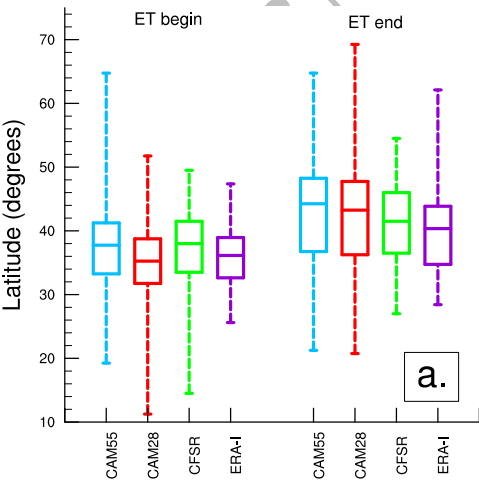 ET begin
ET end
Latitude (degrees)
70
60
50
40
30
20
10
a.
CAM55
CAM28
CFSR
ERA-I
CAM55
CAM28
CFSR
ERA-I